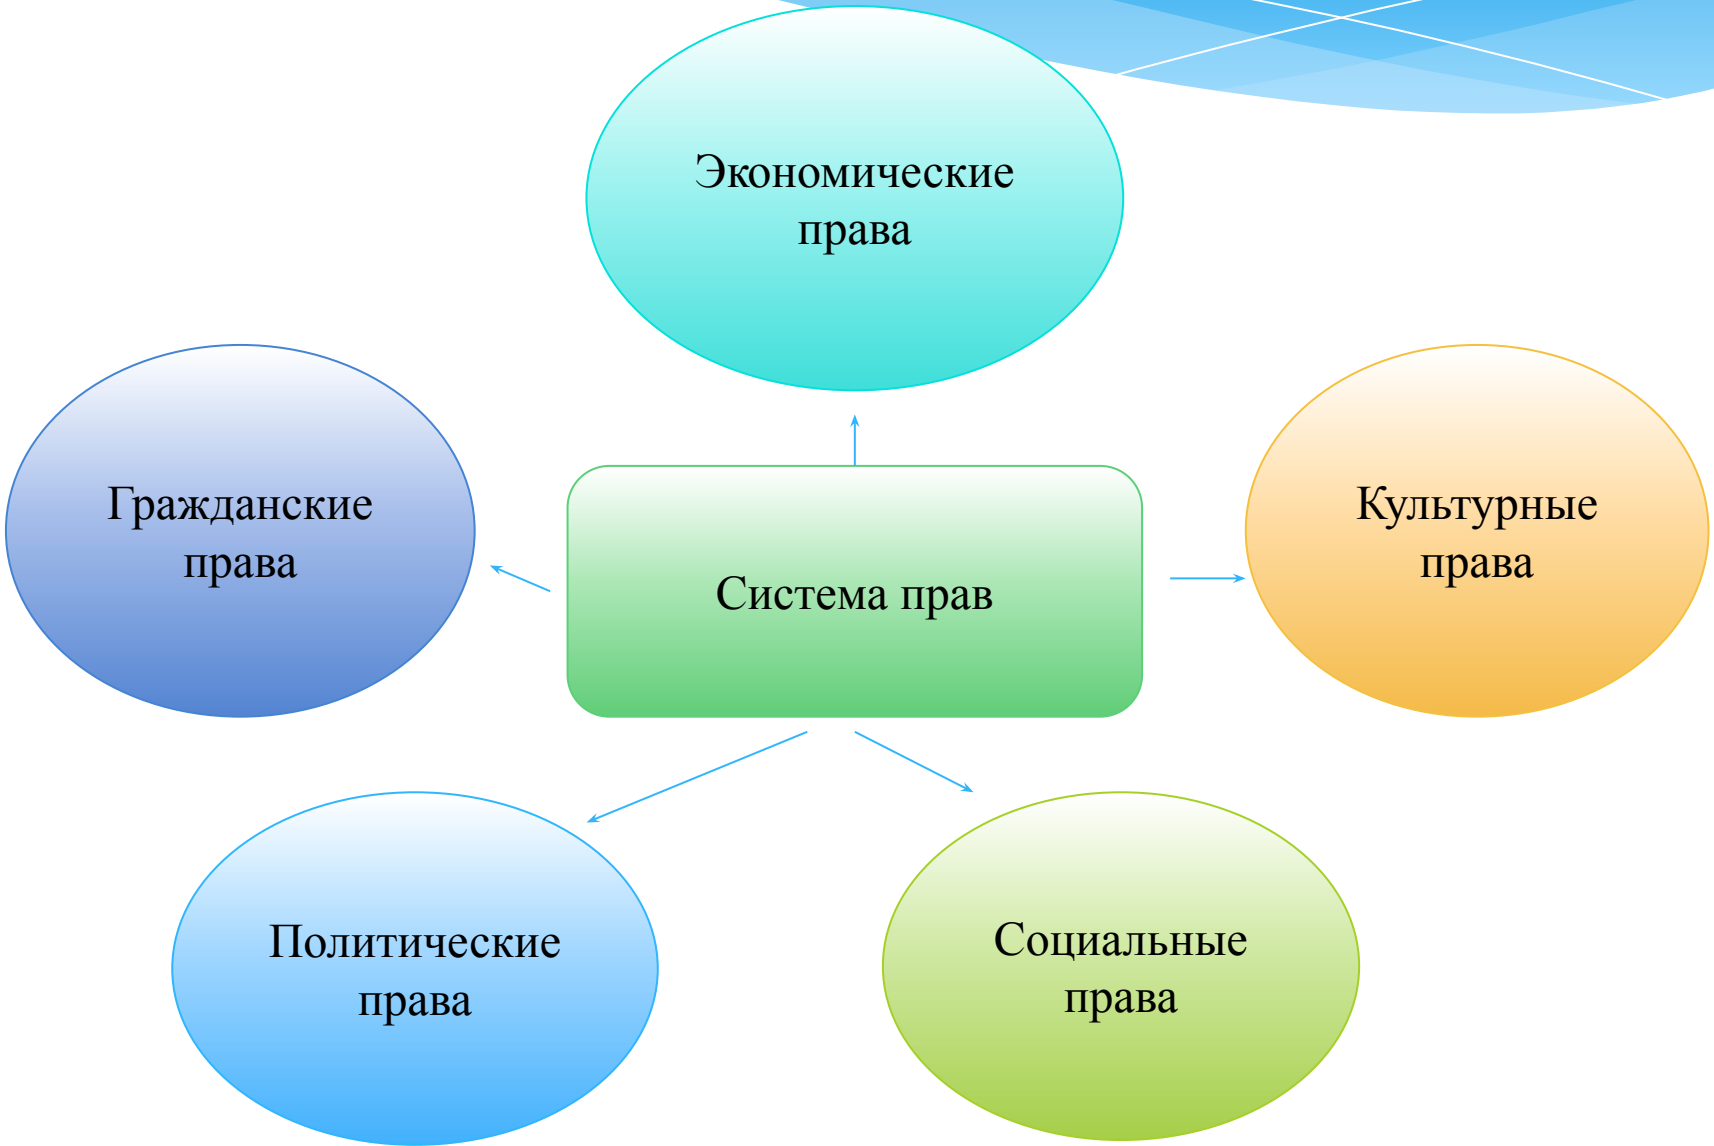 Экономические
права
Гражданские
права
Система прав
Культурные
права
Политические
права
Социальные
права